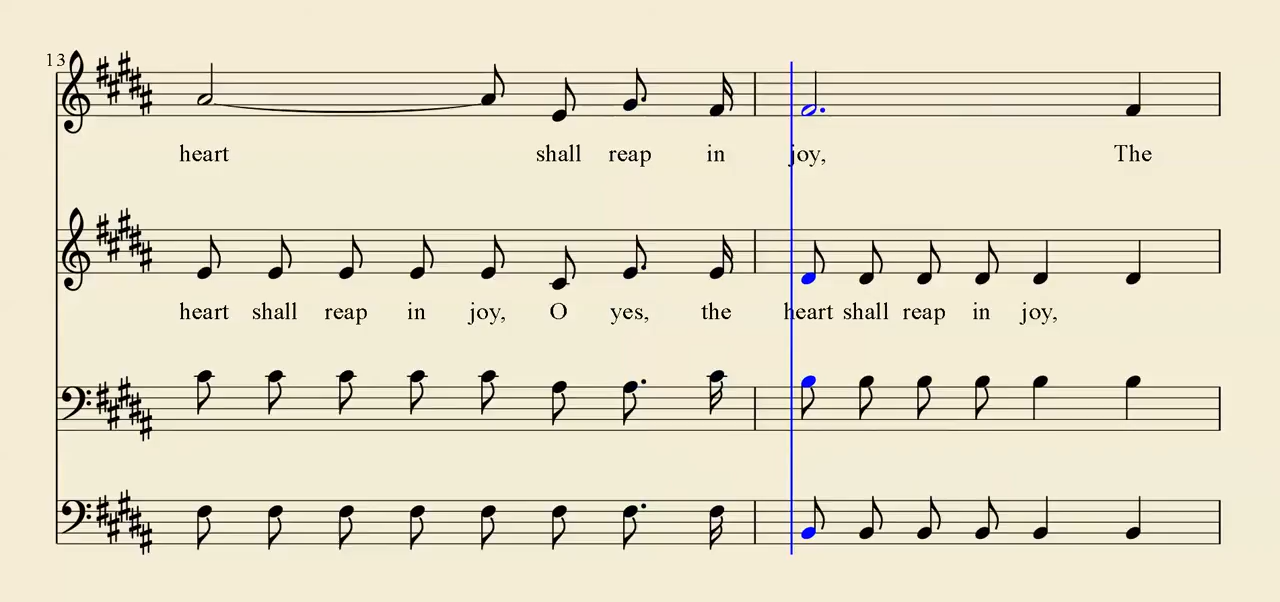 13
heart shall reap in joy, The
heart shall reap in joy, O yes, the heart shall reap in joy,